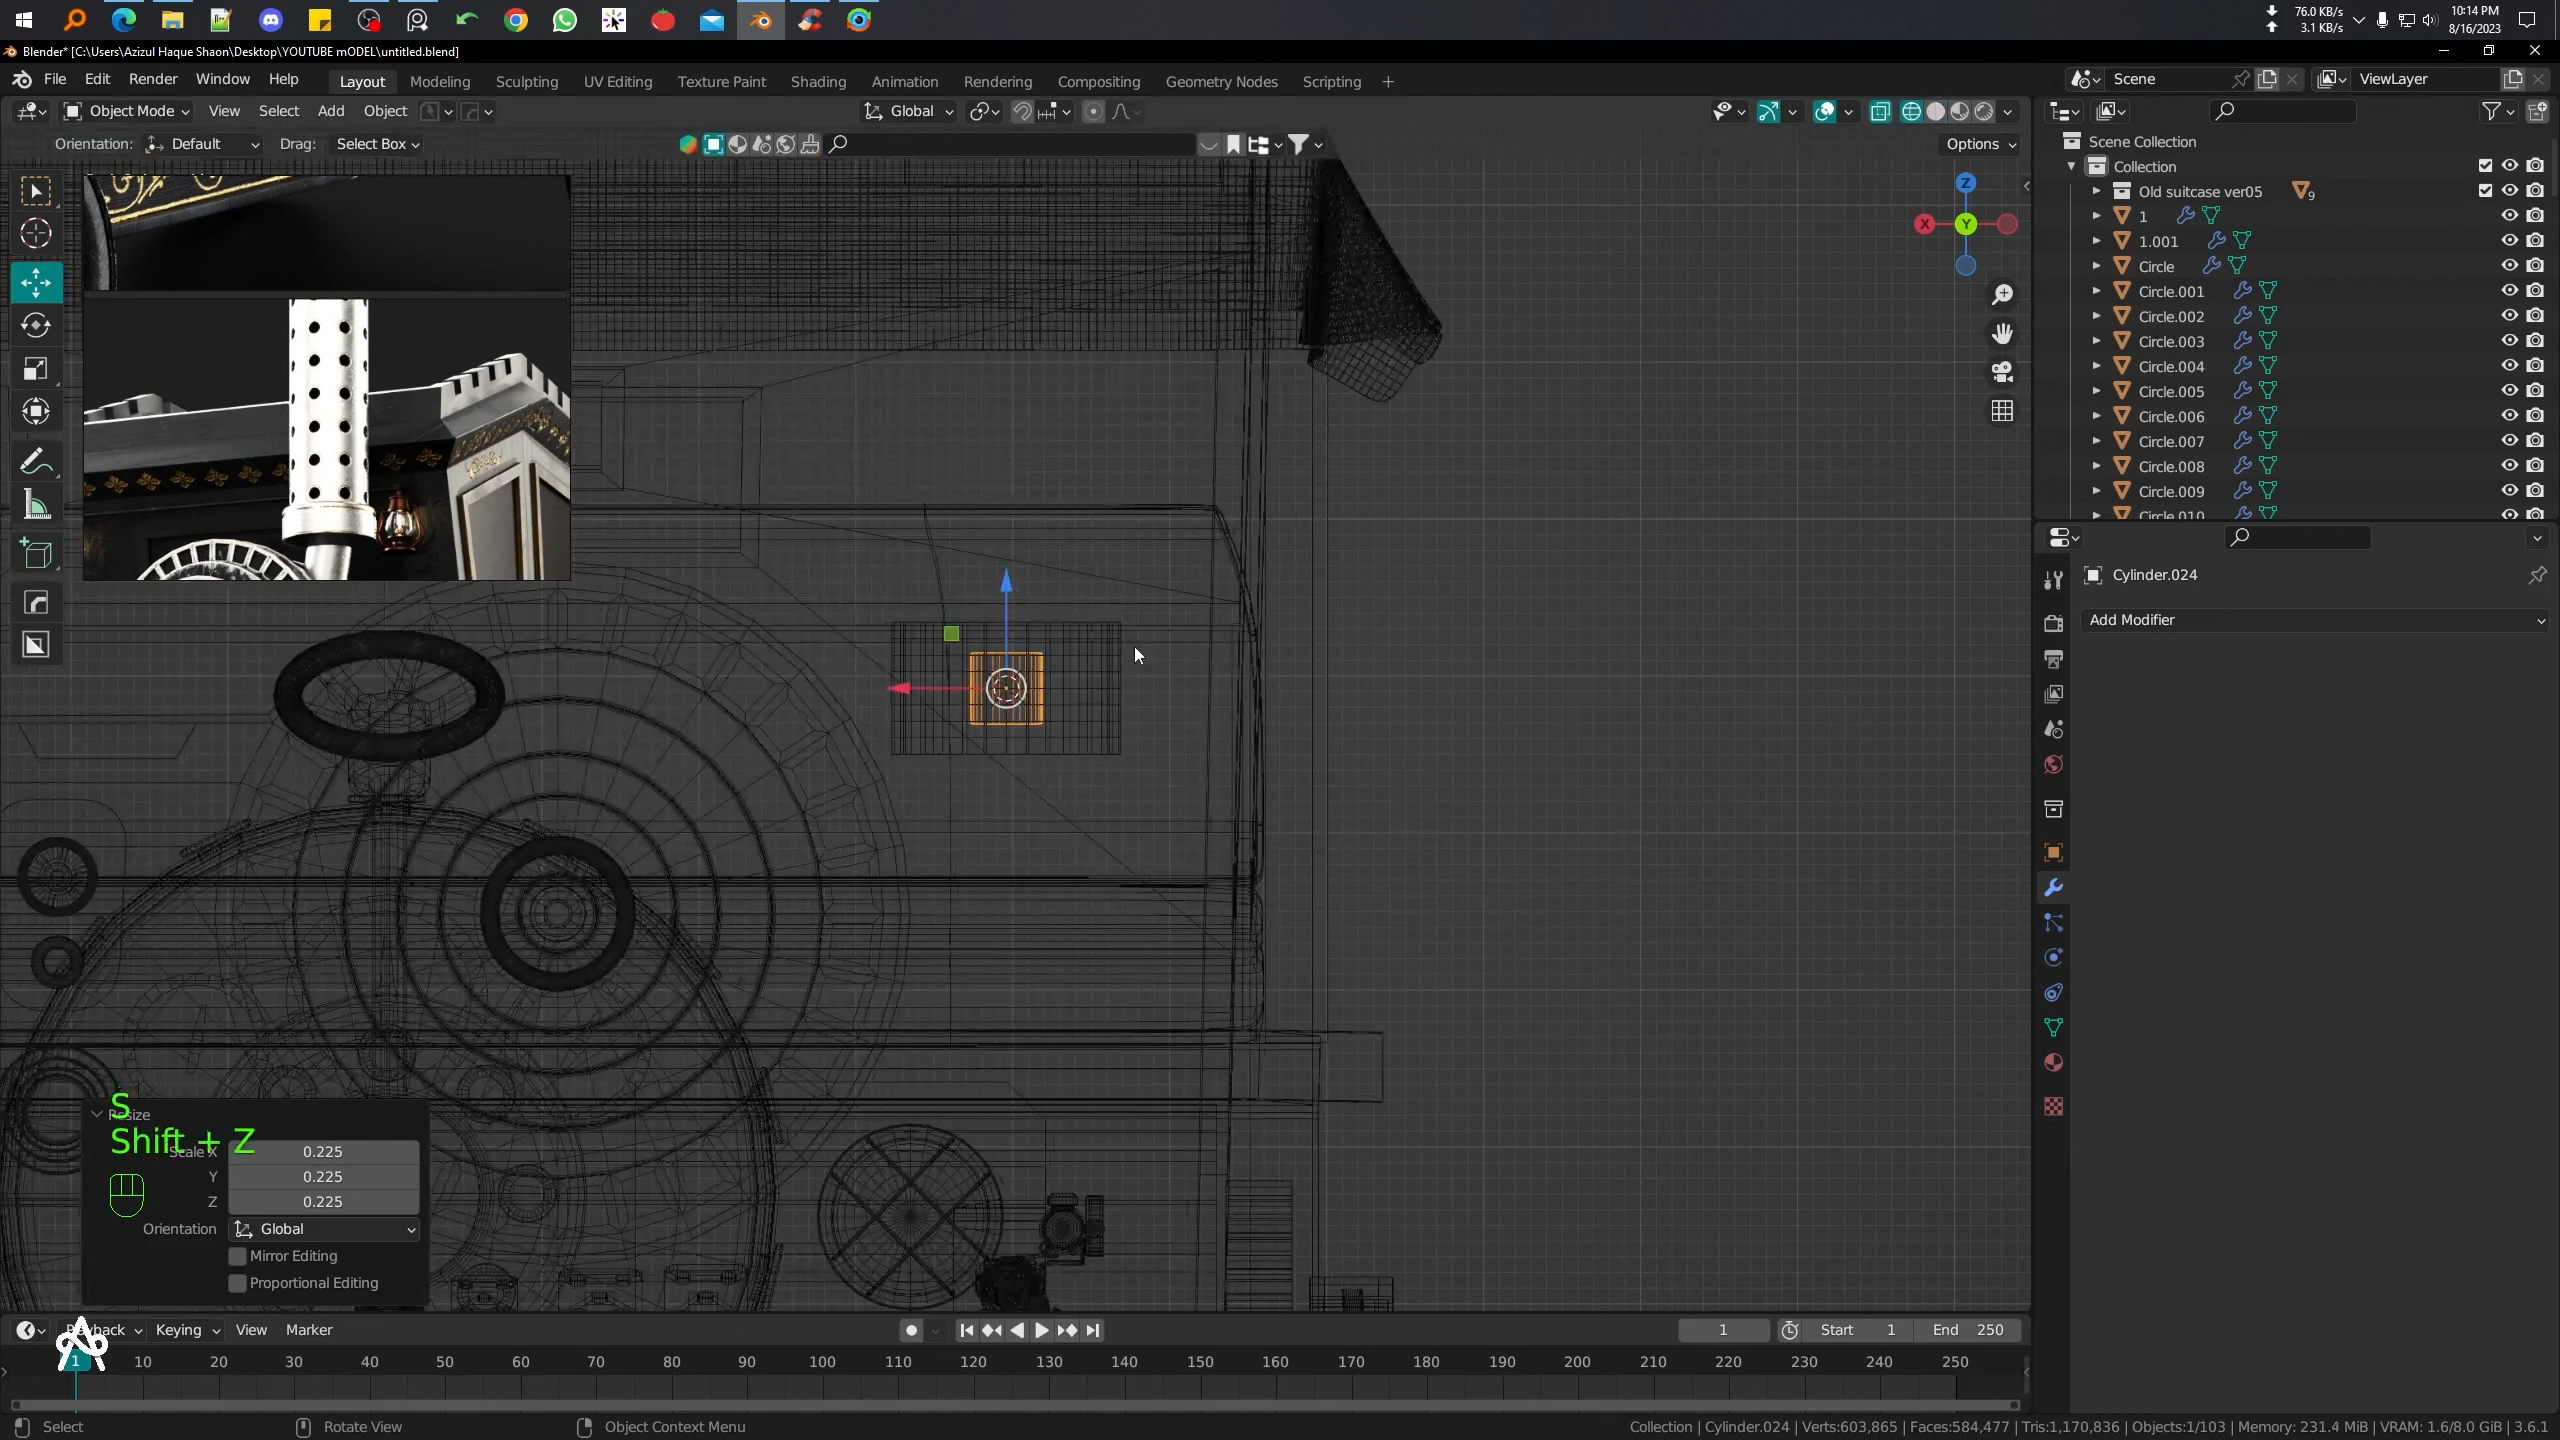 76.0 KB/s
3.1 KB/s
10:14 PM
8/16/2023
Blender* [C:\Users\Azizul Haque Shaon\Desktop\YOUTUBE mODEL\untitled.blend]
File Edit Render Window Help
Layout Modeling Sculpting UV Editing Texture Paint Shading Animation Rendering Compositing Geometry Nodes Scripting +
Scene
ViewLayer
Object Mode View Select Add Object
Global
Orientation: Default Drag: Select Box
Options
Scene Collection
Collection
Old suitcase ver05 9
1
1.001
Circle
Circle.001
Circle.002
Circle.003
Circle.004
Circle.005
Circle.006
Circle.007
Circle.008
Circle.009
Circle.010
Z
X
Y
Cylinder.024
Add Modifier
S
Resize
Shift + Z
Scale X 0.225
Y 0.225
Z 0.225
Orientation Global
Mirror Editing
Proportional Editing
Playback Keying View Marker
1
Start 1
End 250
1 10 20 30 40 50 60 70 80 90 100 110 120 130 140 150 160 170 180 190 200 210 220 230 240 250
Select
Rotate View
Object Context Menu
Collection | Cylinder.024 | Verts:603,865 | Faces:584,477 | Tris:1,170,836 | Objects:1/103 | Memory: 231.4 MiB | VRAM: 1.6/8.0 GiB | 3.6.1